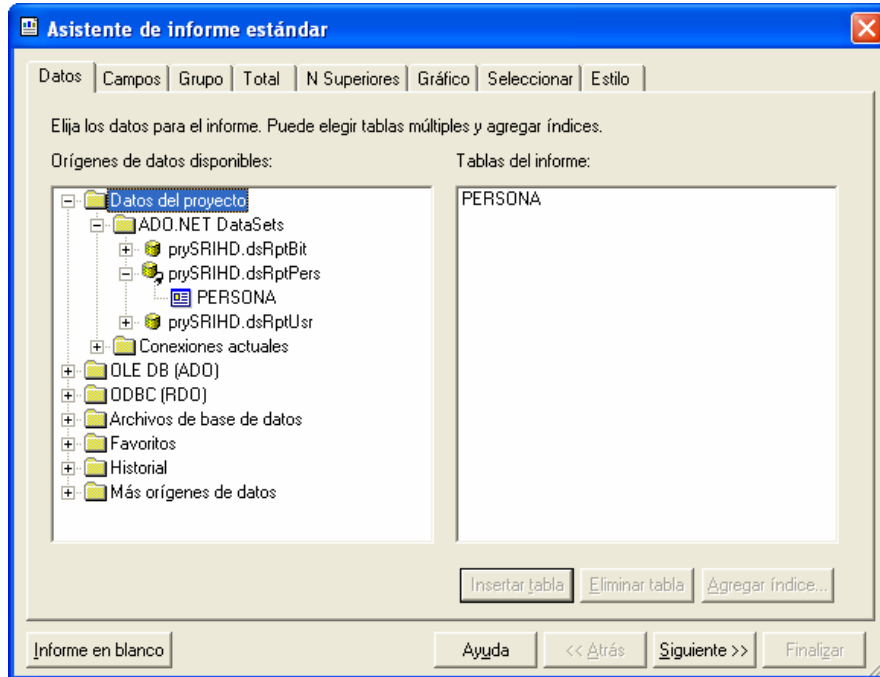 Asistente de informe estándar
Datos Campos Grupo Total N Superiores Gráfico Seleccionar Estilo
Elija los datos para el informe. Puede elegir tablas múltiples y agregar índices.
Orígenes de datos disponibles:
Datos del proyecto
ADO.NET DataSets
prySRIHD.dsRptBit
prySRIHD.dsRptPers
PERSONA
prySRIHD.dsRptUsr
Conexiones actuales
OLE DB (ADO)
ODBC (RDO)
Archivos de base de datos
Favoritos
Historial
Más orígenes de datos
Tablas del informe:
PERSONA
Insertar tabla Eliminar tabla Agregar índice...
Informe en blanco Ayuda << Atrás Siguiente >> Finalizar